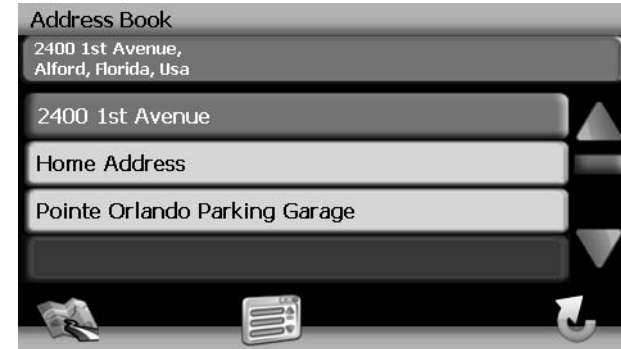 Address Book
2400 1st Avenue,
Alford, Florida, Usa
2400 1st Avenue
Home Address
Pointe Orlando Parking Garage